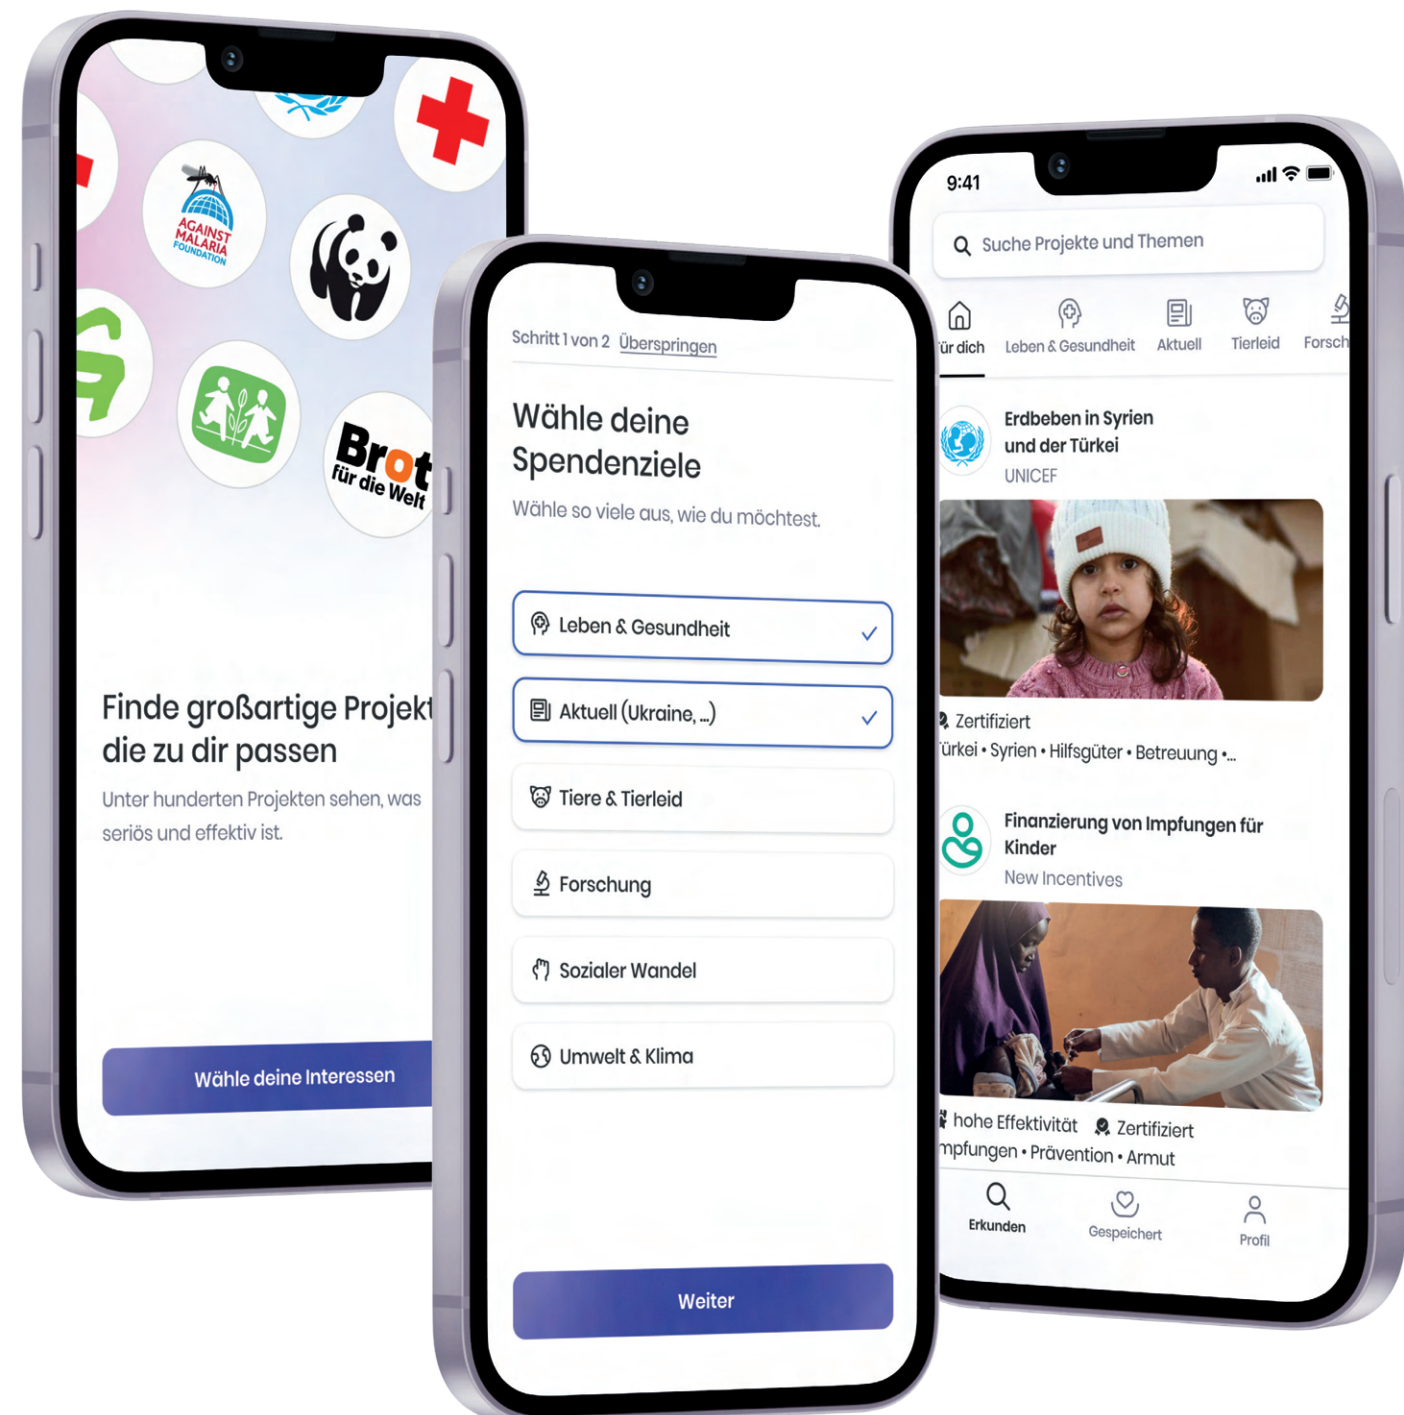 AGAINST
MALARIA
FOUNDATION
Brot
für die Welt
Finde großartige Projekt
die zu dir passen
Unter hunderten Projekten sehen, was
seriös und effektiv ist.
Wähle deine Interessen
Schritt 1 von 2 Überspringen
Wähle deine
Spendenziele
Wähle so viele aus, wie du möchtest.
Leben & Gesundheit
Aktuell (Ukraine, ...)
Tiere & Tierleid
Forschung
Sozialer Wandel
Umwelt & Klima
Weiter
9:41
Suche Projekte und Themen
ür dich Leben & Gesundheit Aktuell Tierleid Forsch
Erdbeben in Syrien
und der Türkei
UNICEF
Zertifiziert
ürkei • Syrien • Hilfsgüter • Betreuung •...
Finanzierung von Impfungen für
Kinder
New Incentives
hohe Effektivität Zertifiziert
mpfungen • Prävention • Armut
Erkunden Gespeichert Profil